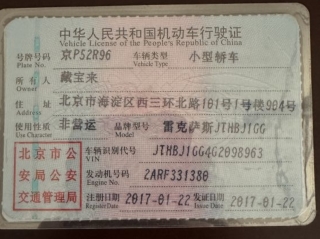 中华人民共和国机动车行驶证
Vehicle License of the People's Republic of China
号牌号码 京PS2R96 车辆类型 小型轿车
Plate No. Vehicle Type
所有人 戴宝来
Owner
住址 北京市海淀区西三环北路101号1号楼904号
Address
使用性质 非营运 品牌型号 雷克萨斯JTHBJ1GG
Use Character Model
北京市公安局公安交通管理局
车辆识别代号 JTHBJ1GG4G2098963
VIN
发动机号码 2ARF331380
Engine No.
注册日期 2017-01-22 发证日期 2017-01-22
Register Date Issue Date